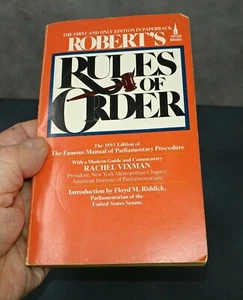 THE FIRST AND ONLY EDITION IN PAPERBACK
ROBERT'S
RULES
OF
ORDER
The 1893 Edition of
The Famous Manual of Parliamentary Procedure
With a Modern Guide and Commentary
RACHEL VIXMAN
President, New York Metropolitan Chapter,
American Institute of Parliamentarians
Introduction by Floyd M. Riddick,
Parliamentarian of the
United States Senate.